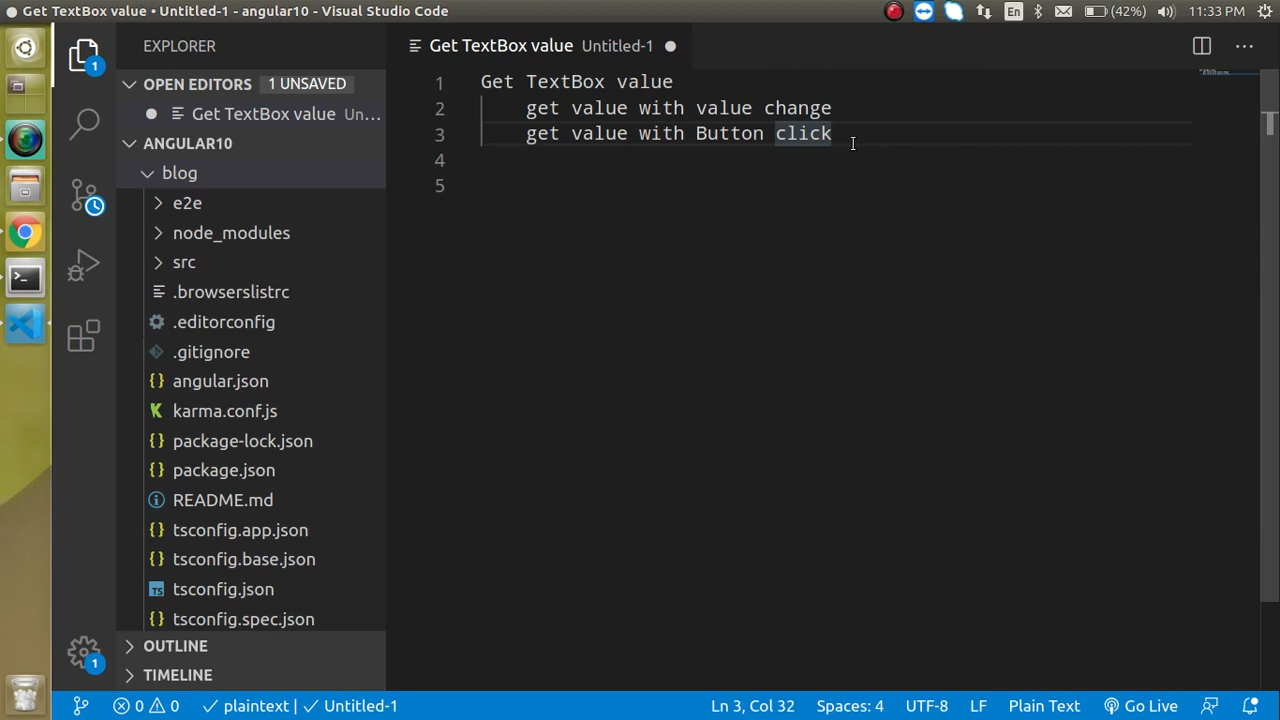 Get TextBox value • Untitled-1 - angular10 - Visual Studio Code
En
(42%)
11:33 PM
EXPLORER
OPEN EDITORS
1 UNSAVED
Get TextBox value Un...
ANGULAR10
blog
e2e
node_modules
src
.browserslistrc
.editorconfig
.gitignore
angular.json
karma.conf.js
package-lock.json
package.json
README.md
tsconfig.app.json
tsconfig.base.json
tsconfig.json
tsconfig.spec.json
OUTLINE
TIMELINE
1
1
Get TextBox value Untitled-1
1 Get TextBox value
2 get value with value change
3 get value with Button click
4
5
0 0
plaintext | Untitled-1
Ln 3, Col 32
Spaces: 4
UTF-8
LF
Plain Text
Go Live